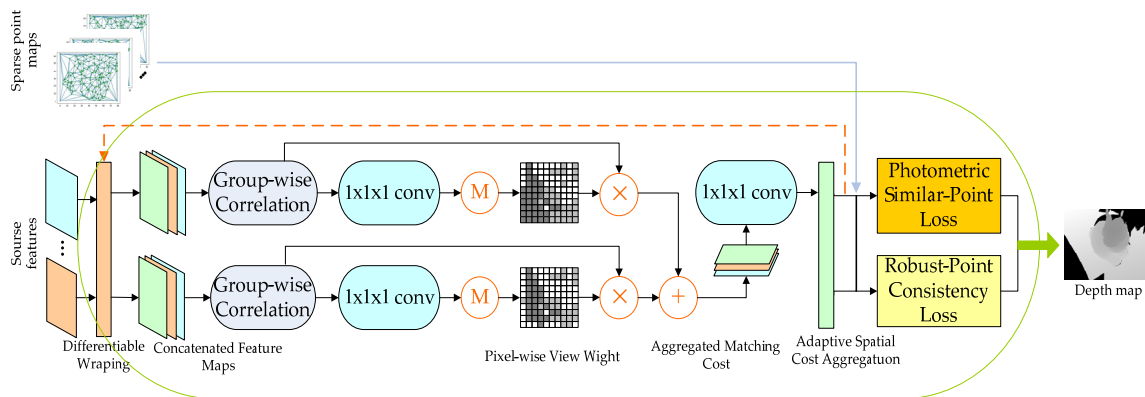 Sparse point
maps
Sourse
features
Group-wise
Correlation
1x1x1 conv
M
×
1x1x1 conv
Photometric
Similar-Point
Loss
Group-wise
Correlation
1x1x1 conv
M
×
+
Robust-Point
Consistency
Loss
Depth map
Differentiable
Wraping
Concatenated Feature
Maps
Pixel-wise View Wight
Aggregated Matching
Cost
Adaptive Spatial
Cost Aggregatuon